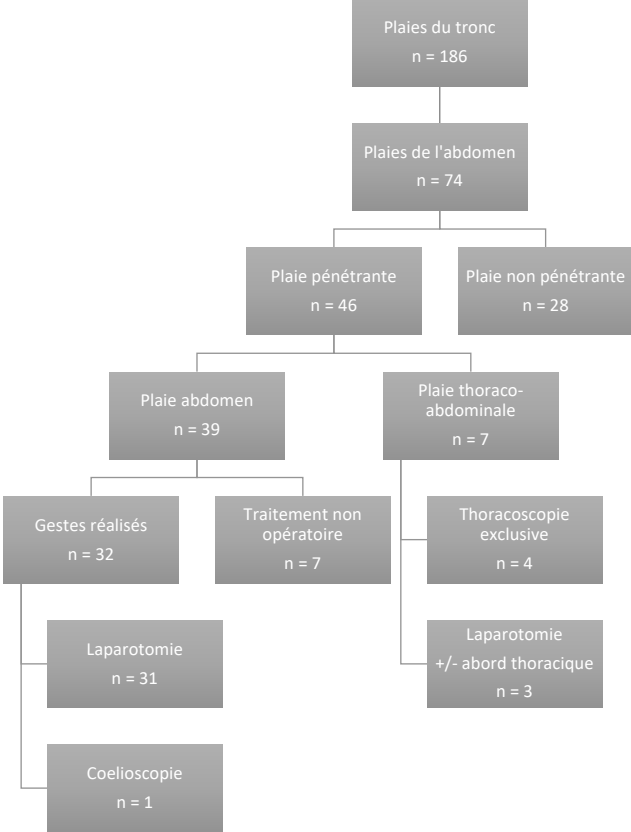 Plaies du tronc
n = 186
Plaies de l'abdomen
n = 74
Plaie pénétrante
n = 46
Plaie non pénétrante
n = 28
Plaie abdomen
n = 39
Plaie thoraco-
abdominale
n = 7
Gestes réalisés
n = 32
Traitement non
opératoire
n = 7
Thoracoscopie
exclusive
n = 4
Laparotomie
n = 31
Laparotomie
+/- abord thoracique
n = 3
Coelioscopie
n = 1